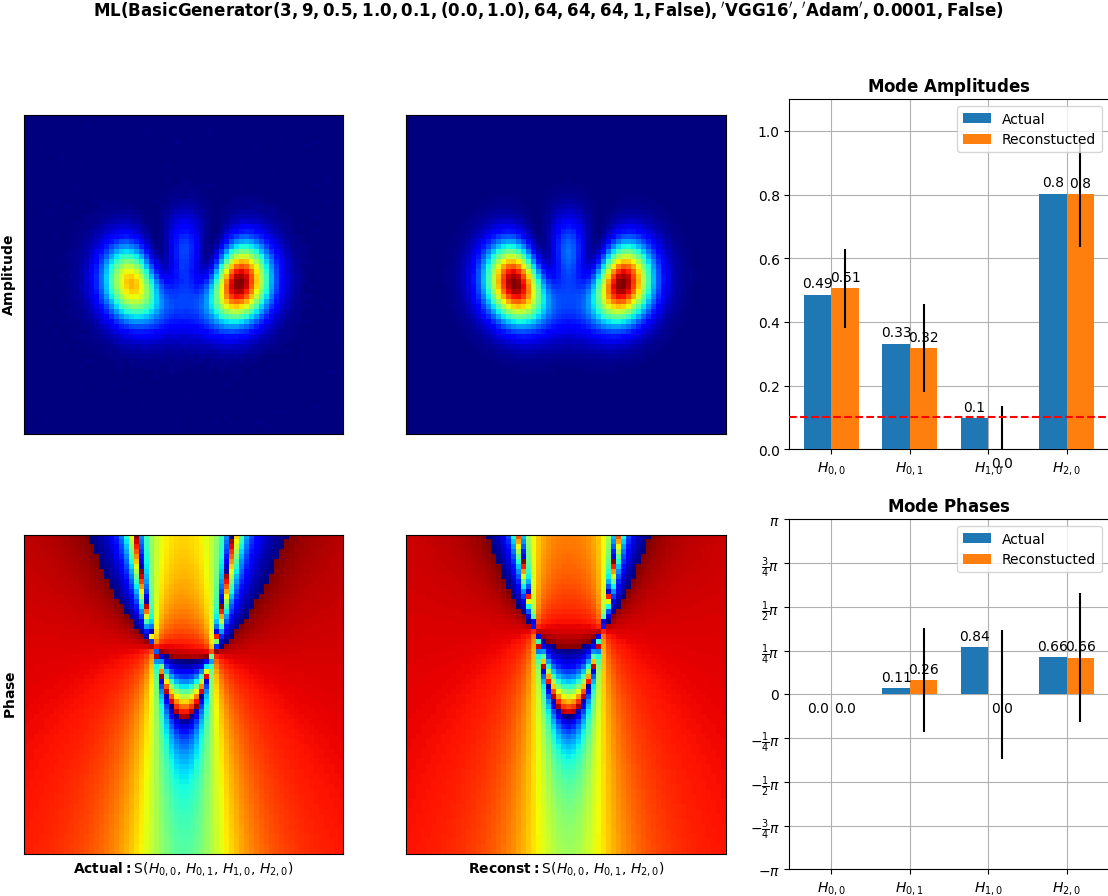 ML(BasicGenerator(3, 9, 0.5, 1.0, 0.1, (0.0, 1.0), 64, 64, 64, 1, False), ′VGG16′, ′Adam′, 0.0001, False)
Amplitude
Mode Amplitudes
Actual
Reconstucted
1.0
0.8
0.6
0.4
0.2
0.0
0.49 0.51
0.33 0.32
0.1 0.0
0.8 0.8
H0, 0 H0, 1 H1, 0 H2, 0
Phase
Actual: S(H0, 0, H0, 1, H1, 0, H2, 0)
Reconst: S(H0, 0, H0, 1, H2, 0)
Mode Phases
Actual
Reconstucted
π
3/4π
1/2π
1/4π
0
−1/4π
−1/2π
−3/4π
−π
0.0 0.0
0.11 0.26
0.84 0.0
0.66 0.66
H0, 0 H0, 1 H1, 0 H2, 0